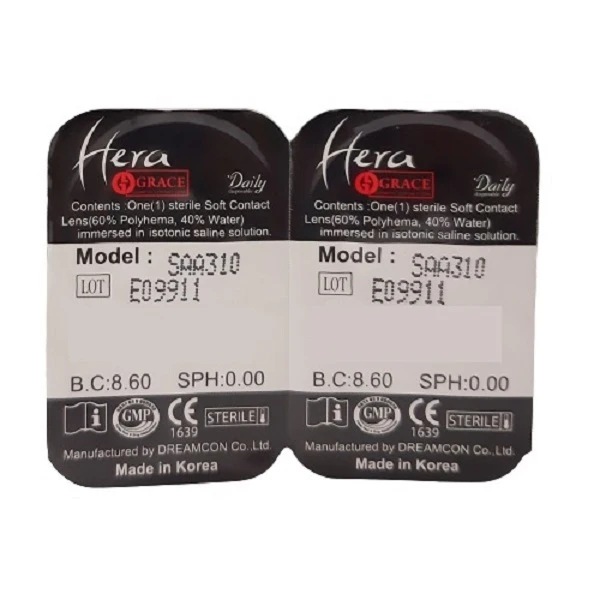 Hera
GRACE
Daily
Contents :One(1) sterile Soft Contact
Lens(60% Polyhema, 40% Water)
immersed in isotonic saline solution.
Model : SAA310
LOT E09911
B.C:8.60 SPH:0.00
GMP CE 1639 STERILE
Manufactured by DREAMCON Co.,Ltd.
Made in Korea
Hera
GRACE
Daily
Contents :One(1) sterile Soft Contact
Lens(60% Polyhema, 40% Water)
immersed in isotonic saline solution.
Model : SAA310
LOT E09911
B.C:8.60 SPH:0.00
GMP CE 1639 STERILE
Manufactured by DREAMCON Co.,Ltd.
Made in Korea